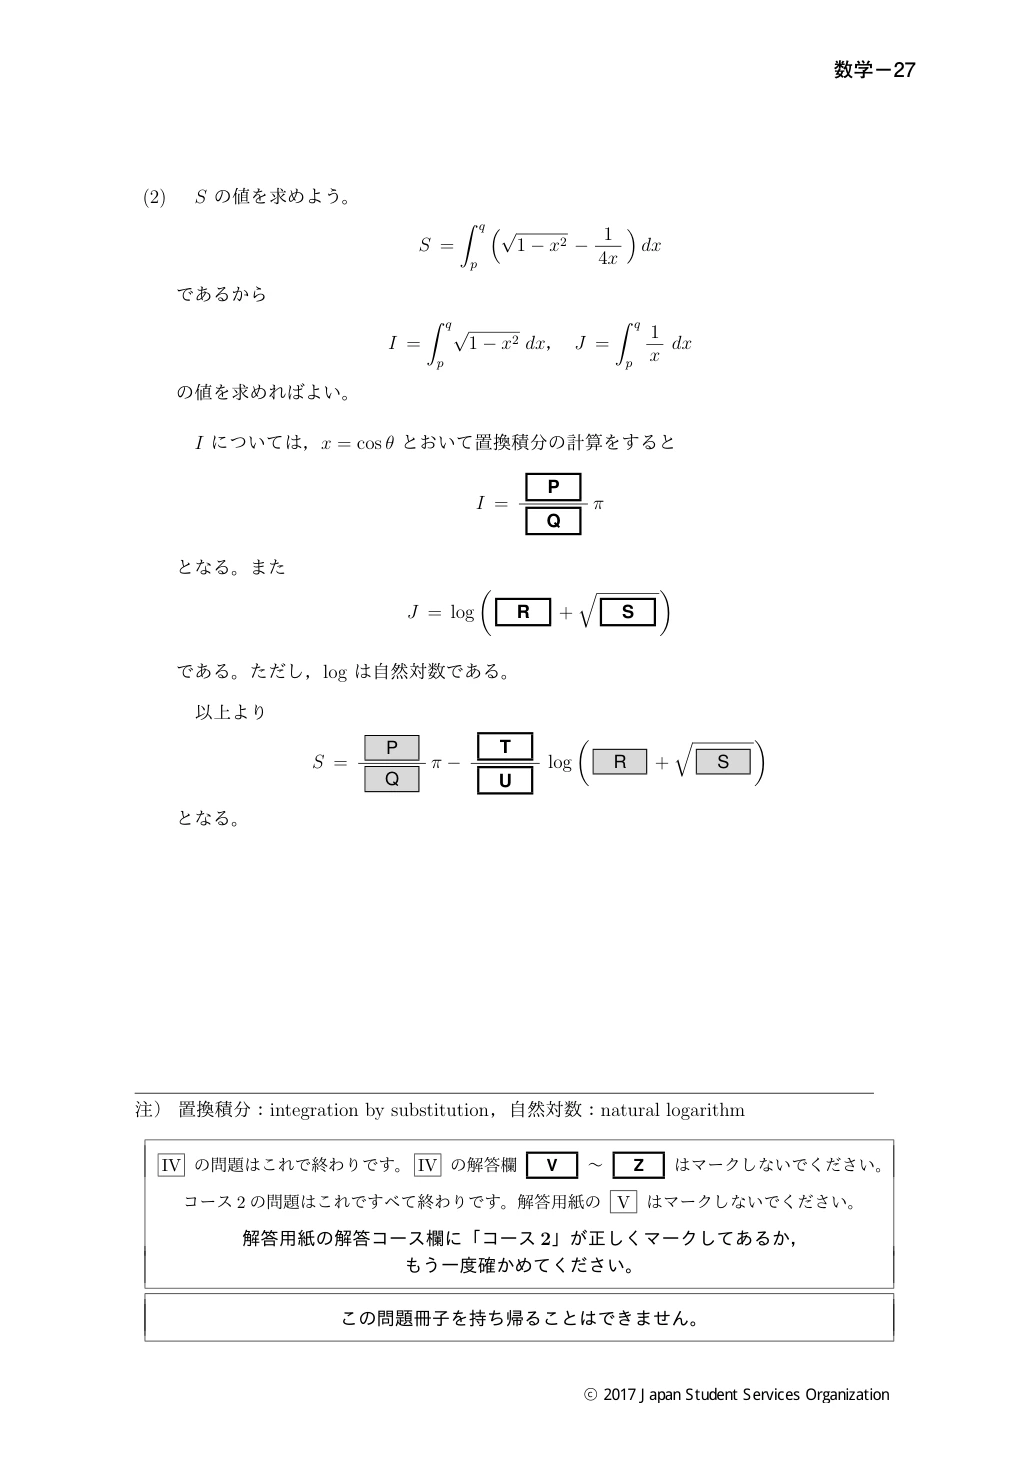 数学－27
(2) S の値を求めよう。
S = ∫_p^q ( √(1 − x²) − 1/(4x) ) dx
であるから
I = ∫_p^q √(1 − x²) dx, J = ∫_p^q 1/x dx
の値を求めればよい。
I については，x = cos θ とおいて置換積分の計算をすると
I = P/Q π
となる。また
J = log ( R + √S )
である。ただし，log は自然対数である。
以上より
S = P/Q π − T/U log ( R + √S )
となる。
注） 置換積分：integration by substitution，自然対数：natural logarithm
IV の問題はこれで終わりです。 IV の解答欄 V ～ Z はマークしないでください。
コース 2 の問題はこれですべて終わりです。解答用紙の V はマークしないでください。
解答用紙の解答コース欄に「コース 2」が正しくマークしてあるか，
もう一度確かめてください。
この問題冊子を持ち帰ることはできません。
© 2017 Japan Student Services Organization